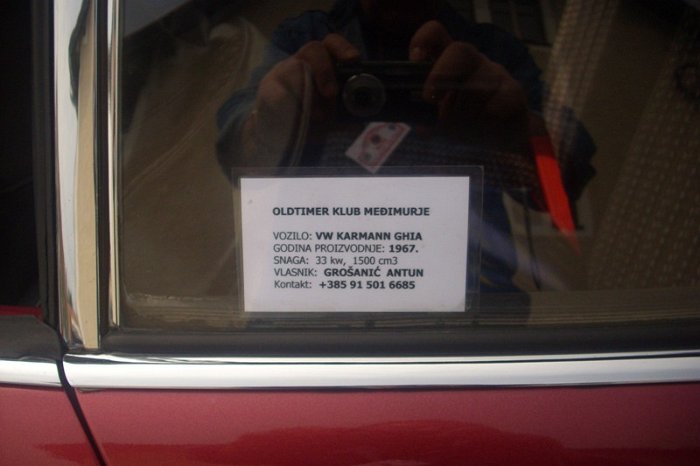 OLDTIMER KLUB MEĐIMURJE
VOZILO: VW KARMANN GHIA
GODINA PROIZVODNJE: 1967.
SNAGA: 33 kw, 1500 cm3
VLASNIK: GROŠANIĆ ANTUN
Kontakt: +385 91 501 6685